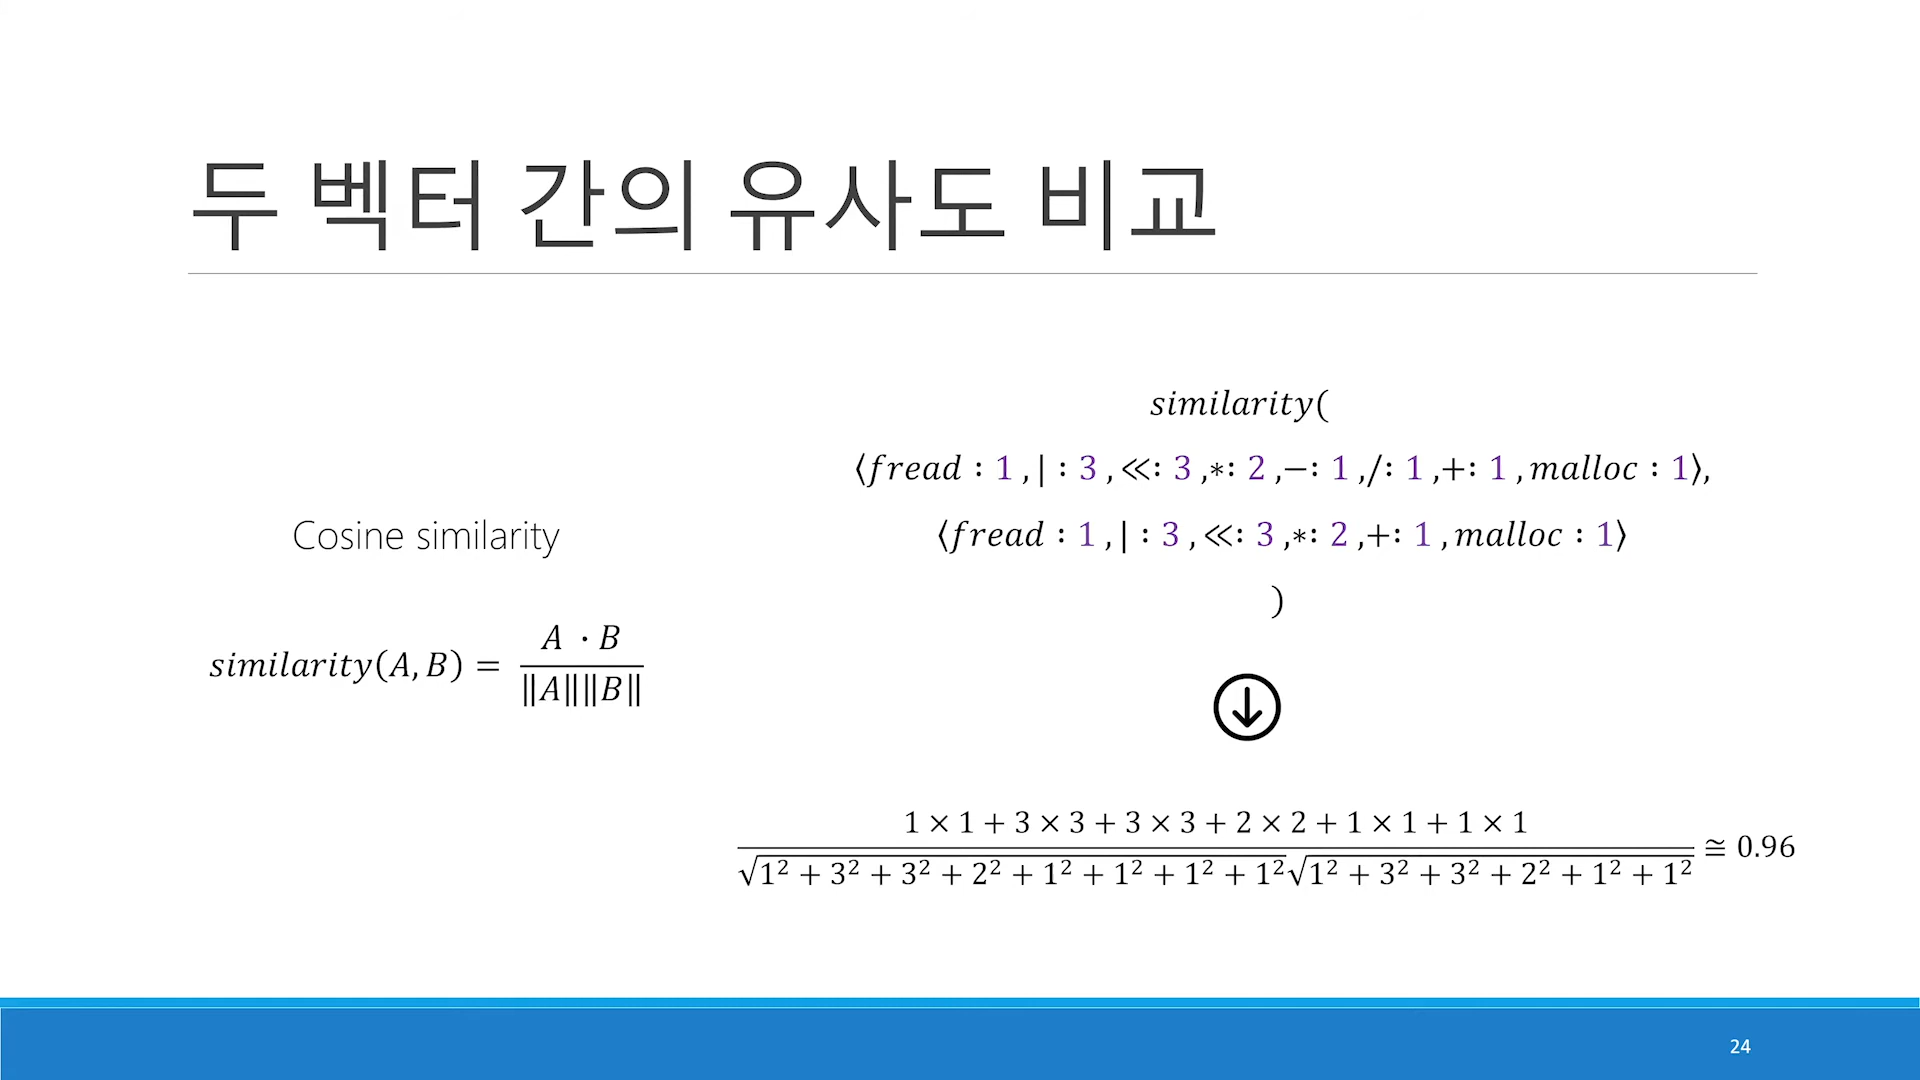 두 벡터 간의 유사도 비교
Cosine similarity
similarity(A, B) = A · B / ‖A‖‖B‖
similarity(
⟨fread : 1 , | : 3 , ≪: 3 ,∗: 2 ,−: 1 ,/: 1 ,+: 1 , malloc : 1⟩,
⟨fread : 1 , | : 3 , ≪: 3 ,∗: 2 ,+: 1 , malloc : 1⟩
)
1 × 1 + 3 × 3 + 3 × 3 + 2 × 2 + 1 × 1 + 1 × 1
√1² + 3² + 3² + 2² + 1² + 1² + 1² + 1² √1² + 3² + 3² + 2² + 1² + 1² ≅ 0.96
24